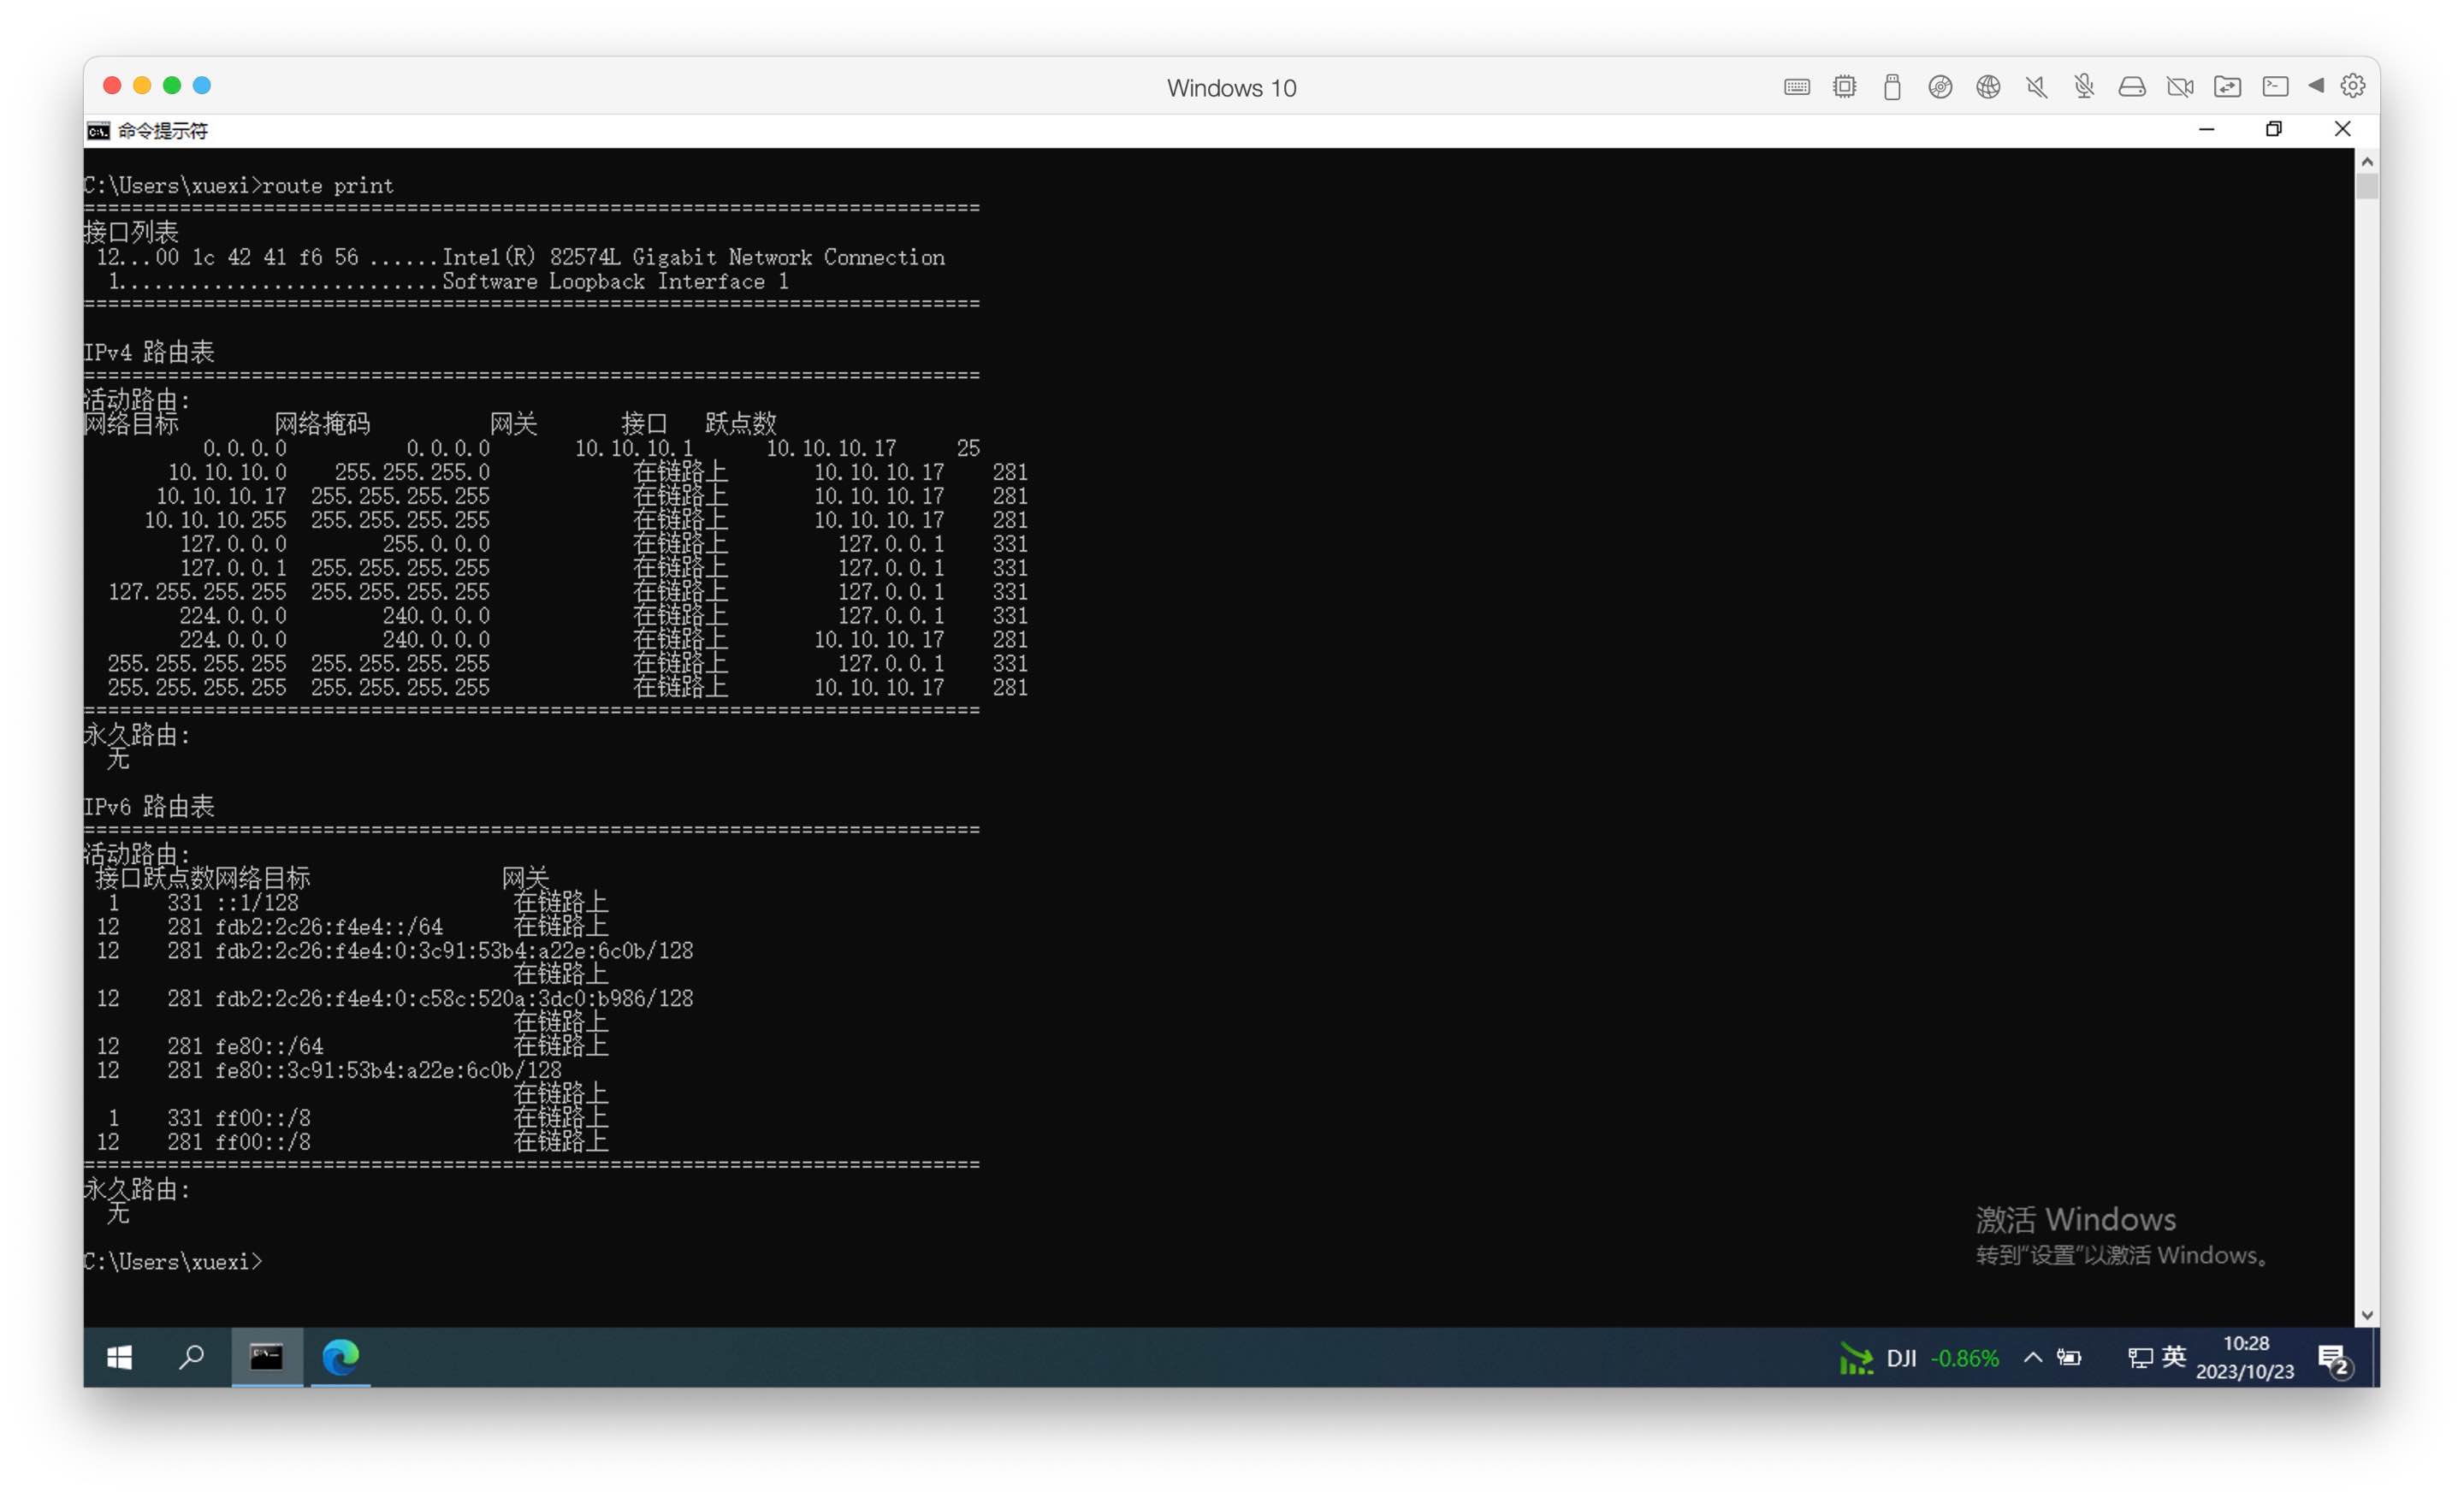 Windows 10
命令提示符
C:\Users\xuexi>route print
===========================================================================
接口列表
 12...00 1c 42 41 f6 56 ......Intel(R) 82574L Gigabit Network Connection
  1...........................Software Loopback Interface 1
===========================================================================
IPv4 路由表
===========================================================================
活动路由:
网络目标        网络掩码          网关       接口   跃点数
          0.0.0.0          0.0.0.0       10.10.10.1      10.10.10.17     25
       10.10.10.0    255.255.255.0            在链路上       10.10.10.17    281
      10.10.10.17  255.255.255.255            在链路上       10.10.10.17    281
     10.10.10.255  255.255.255.255            在链路上       10.10.10.17    281
        127.0.0.0        255.0.0.0            在链路上         127.0.0.1    331
        127.0.0.1  255.255.255.255            在链路上         127.0.0.1    331
  127.255.255.255  255.255.255.255            在链路上         127.0.0.1    331
        224.0.0.0        240.0.0.0            在链路上         127.0.0.1    331
        224.0.0.0        240.0.0.0            在链路上       10.10.10.17    281
  255.255.255.255  255.255.255.255            在链路上         127.0.0.1    331
  255.255.255.255  255.255.255.255            在链路上       10.10.10.17    281
===========================================================================
永久路由:
  无
IPv6 路由表
===========================================================================
活动路由:
 接口跃点数网络目标                网关
  1    331 ::1/128                  在链路上
 12    281 fdb2:2c26:f4e4::/64      在链路上
 12    281 fdb2:2c26:f4e4:0:3c91:53b4:a22e:6c0b/128
                                    在链路上
 12    281 fdb2:2c26:f4e4:0:c58c:520a:3dc0:b986/128
                                    在链路上
 12    281 fe80::/64                在链路上
 12    281 fe80::3c91:53b4:a22e:6c0b/128
                                    在链路上
  1    331 ff00::/8                 在链路上
 12    281 ff00::/8                 在链路上
===========================================================================
永久路由:
  无
C:\Users\xuexi>
激活 Windows
转到“设置”以激活 Windows。
DJI -0.86%
英
10:28
2023/10/23
2